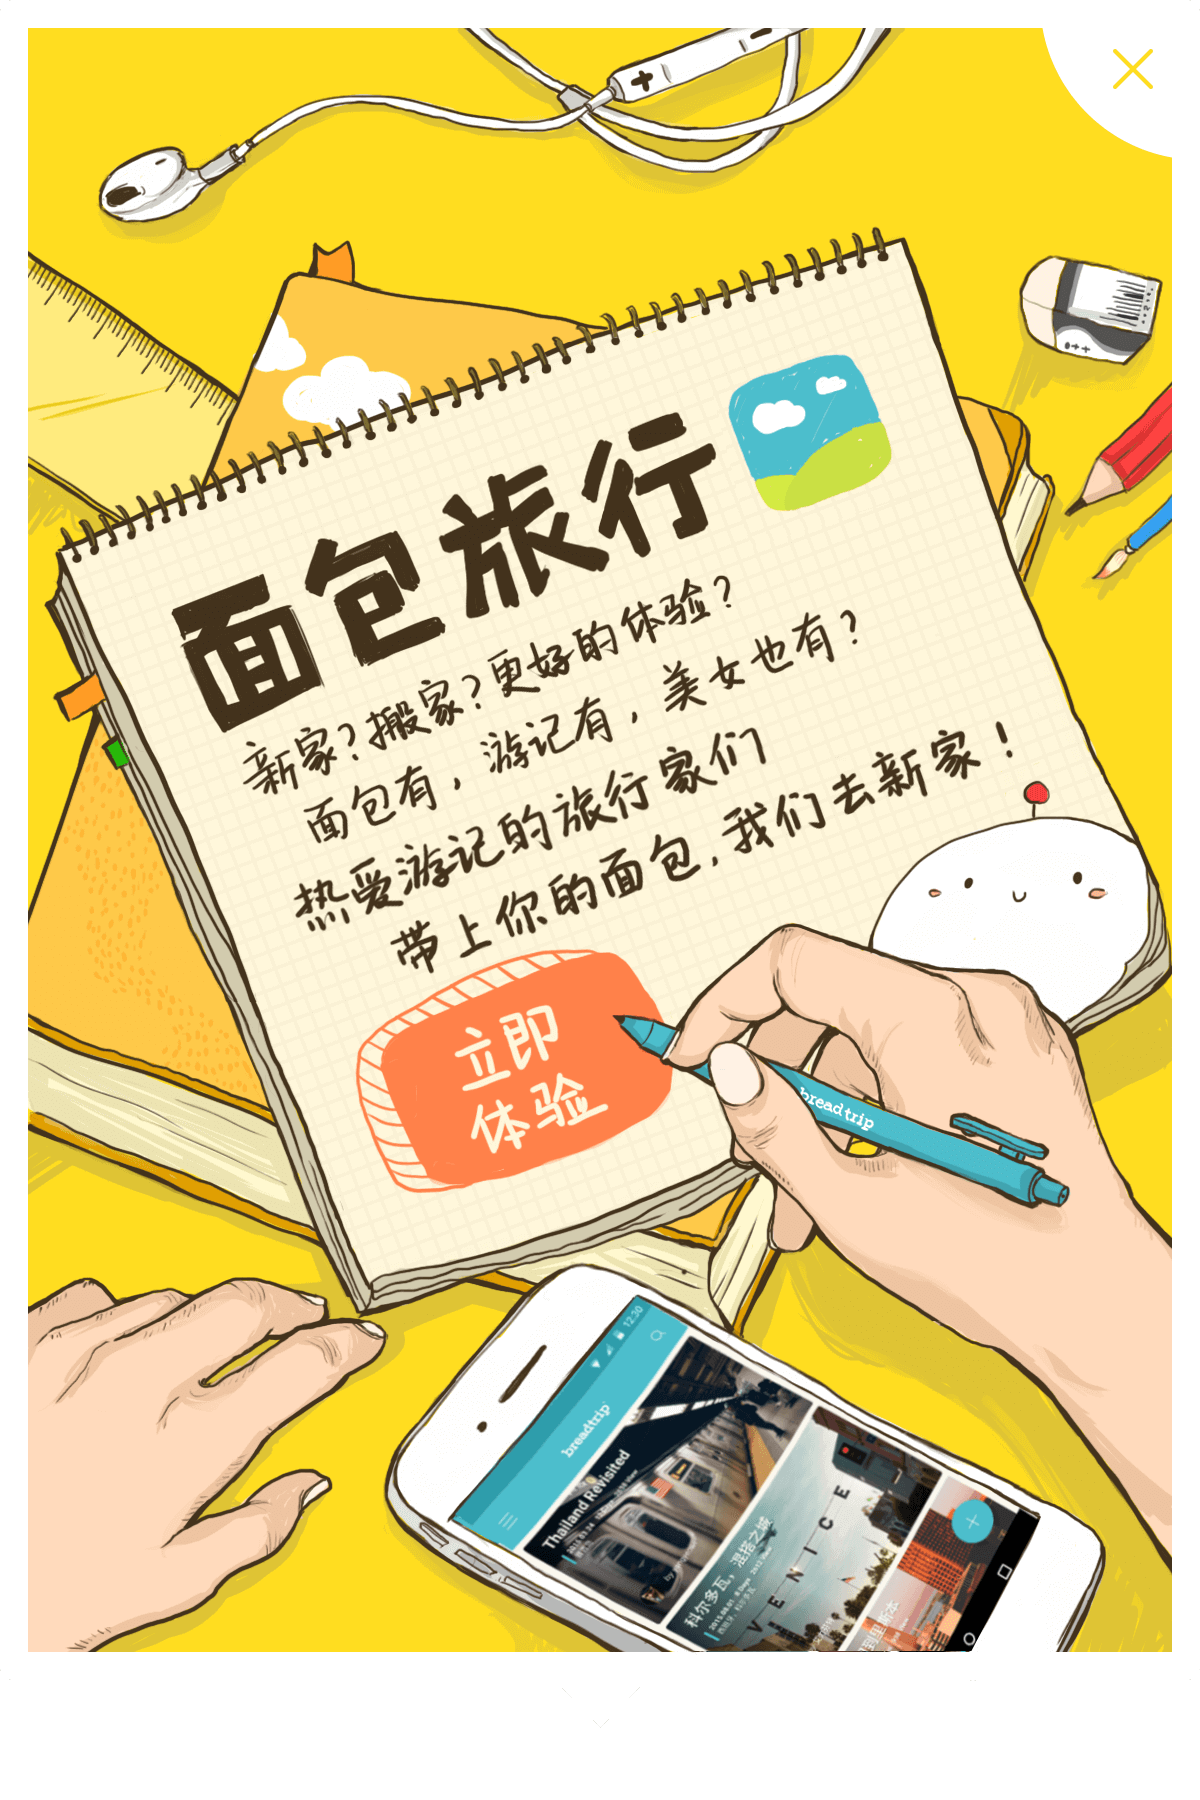 面包旅行
新家?搬家?更好的体验?
面包有,游记有,美女也有?
热爱游记的旅行家们
带上你的面包,我们去新家!
立即
体验
breadtrip
12:30
breadtrip
Thailand Revisited
科尔多瓦,混搭之城
VENICE